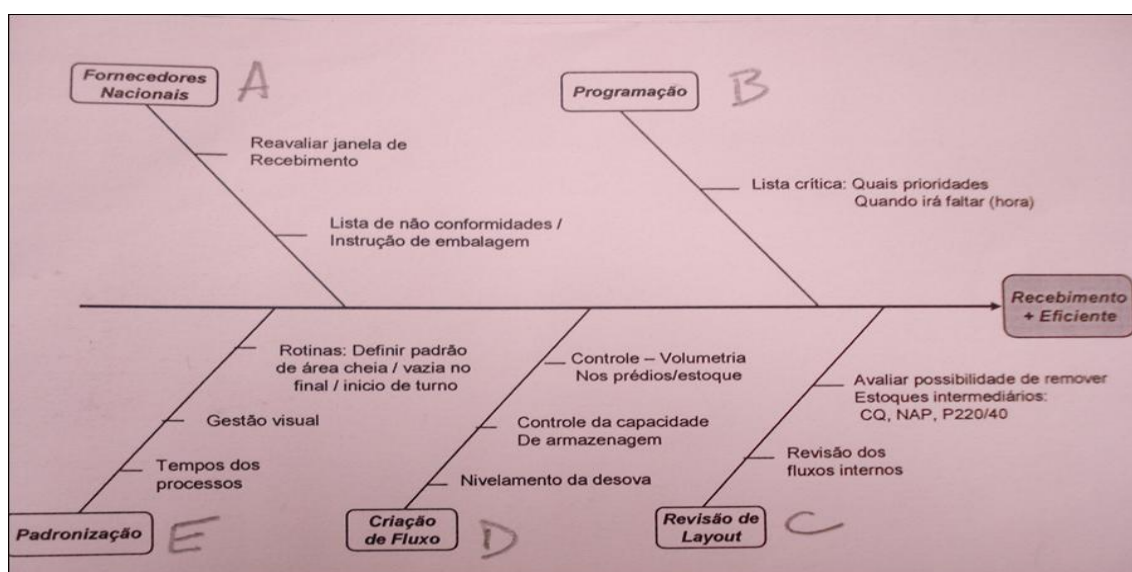 Fornecedores
Nacionais
A
Reavaliar janela de
Recebimento
Lista de não conformidades /
Instrução de embalagem
Programação
B
Lista crítica: Quais prioridades
Quando irá faltar (hora)
Recebimento
+ Eficiente
Rotinas: Definir padrão
de área cheia / vazia no
final / inicio de turno
Gestão visual
Tempos dos
processos
Padronização
E
Controle – Volumetria
Nos prédios/estoque
Controle da capacidade
De armazenagem
Nivelamento da desova
Criação
de Fluxo
D
Avaliar possibilidade de remover
Estoques intermediários:
CQ, NAP, P220/40
Revisão dos
fluxos internos
Revisão de
Layout
C